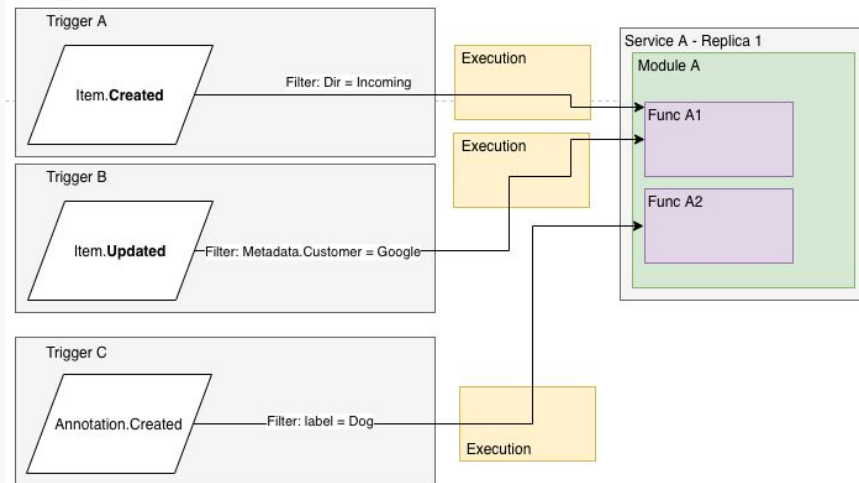 Trigger A
Item.Created
Filter: Dir = Incoming
Execution
Trigger B
Item.Updated
Filter: Metadata.Customer = Google
Execution
Trigger C
Annotation.Created
Filter: label = Dog
Execution
Service A - Replica 1
Module A
Func A1
Func A2